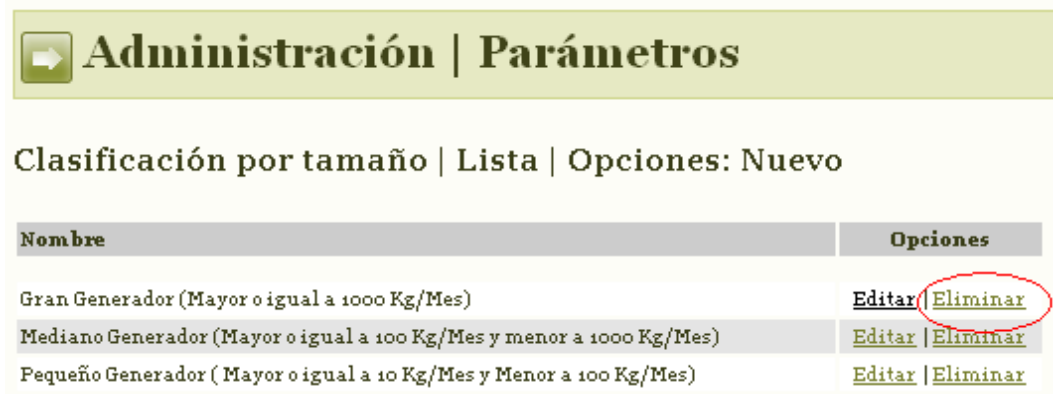 Administración | Parámetros
Clasificación por tamaño | Lista | Opciones: Nuevo
Nombre Opciones
Gran Generador (Mayor o igual a 1000 Kg/Mes) Editar | Eliminar
Mediano Generador (Mayor o igual a 100 Kg/Mes y menor a 1000 Kg/Mes) Editar | Eliminar
Pequeño Generador ( Mayor o igual a 10 Kg/Mes y Menor a 100 Kg/Mes) Editar | Eliminar